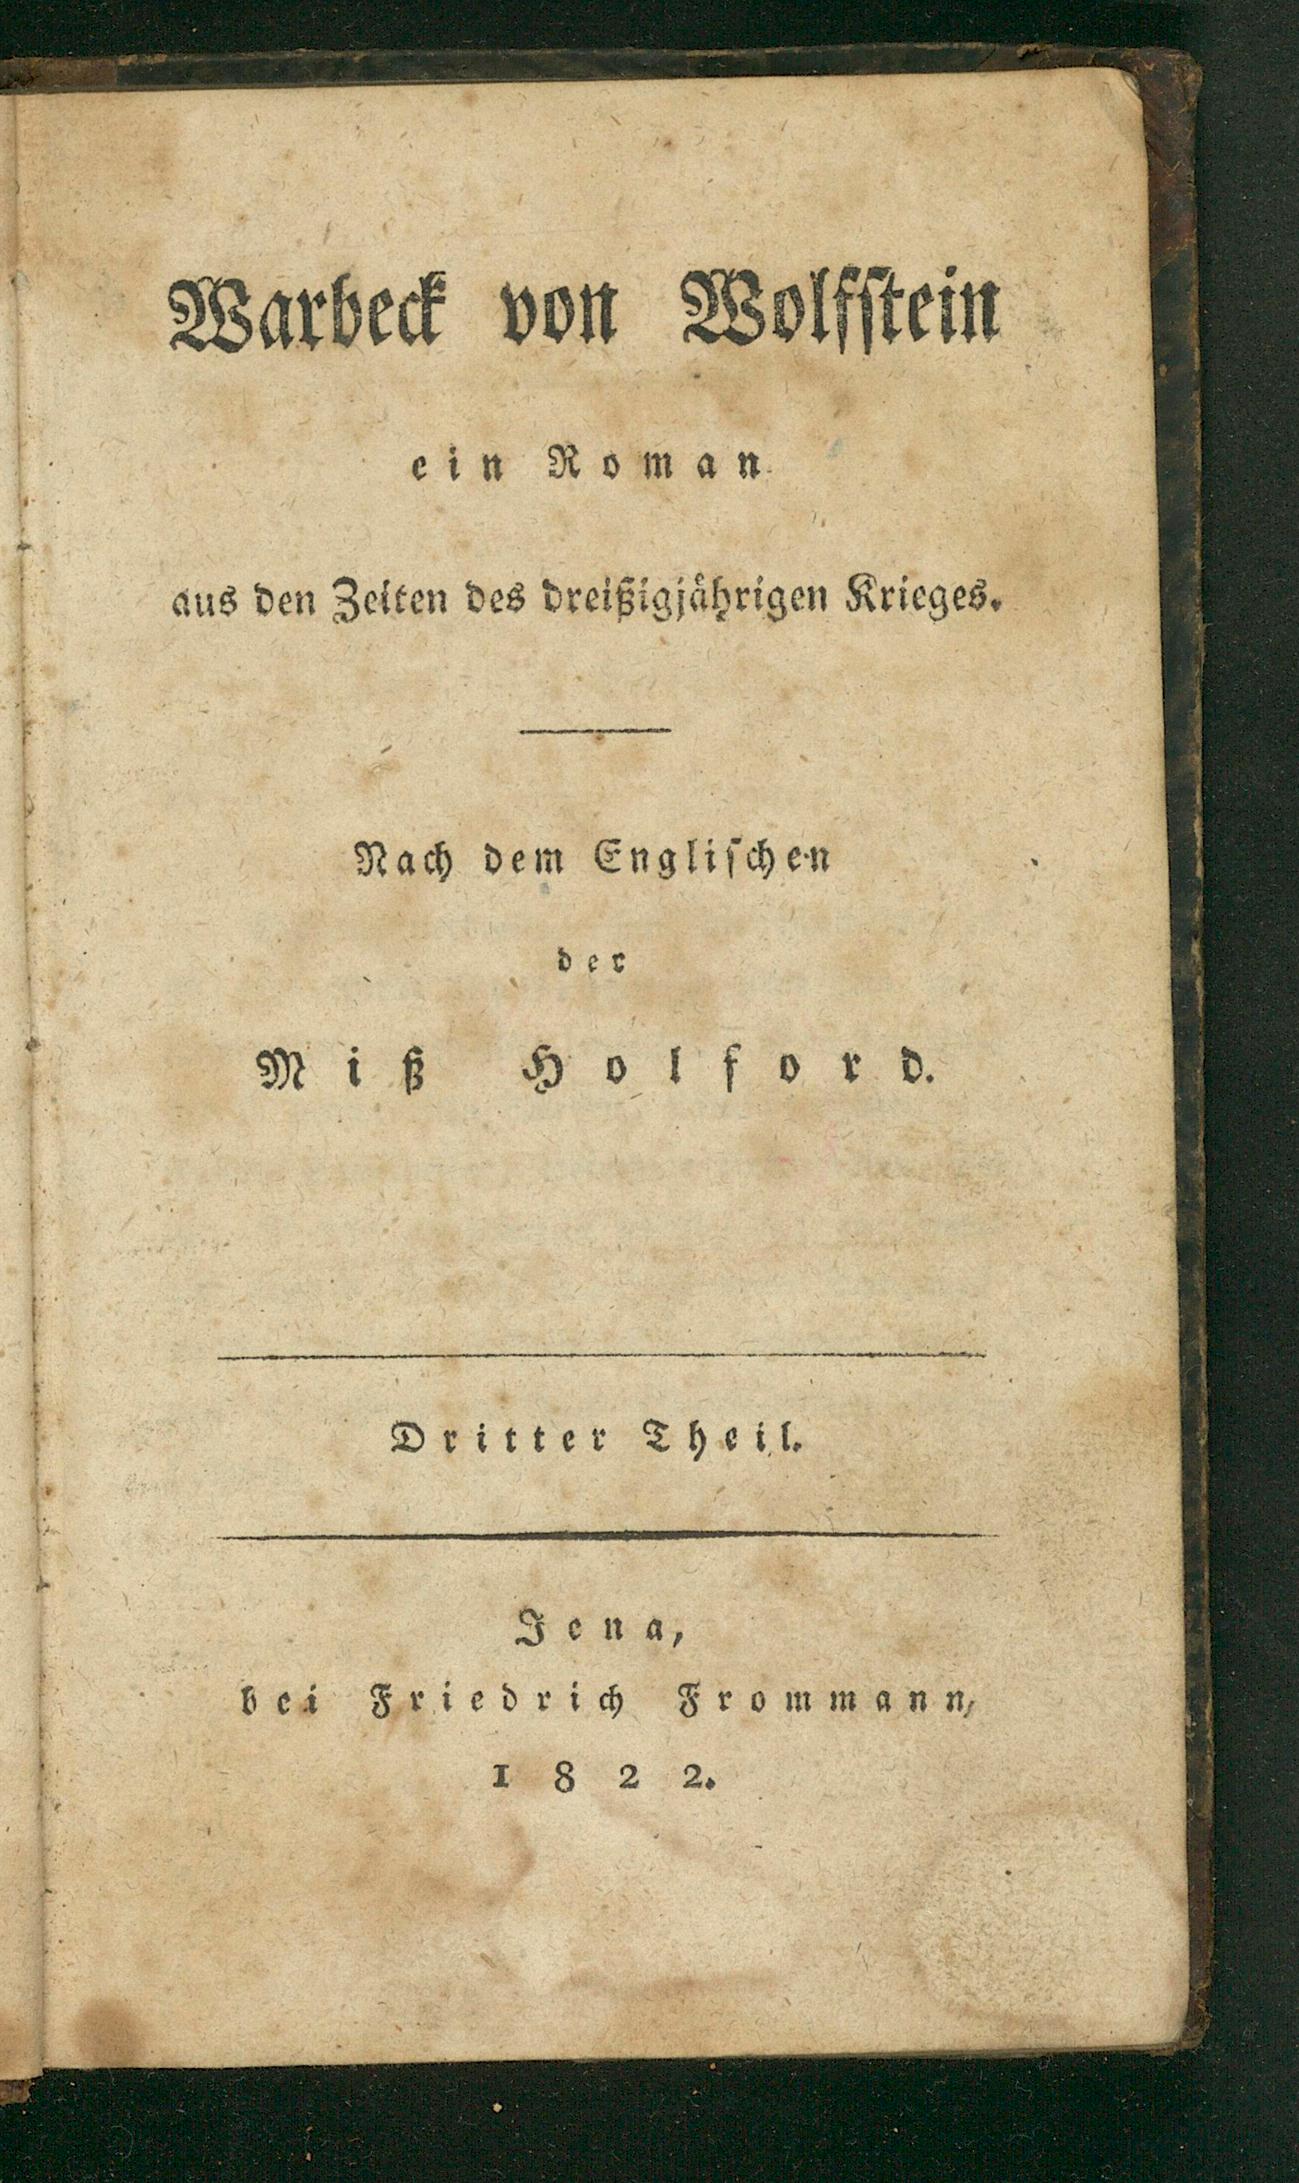 Warbeck von Wolfstein
ein Roman
aus den Zeiten des dreißigjährigen Krieges.
Nach dem Englischen
der
Miß Holford.
Dritter Theil.
Jena,
bei Friedrich Frommann,
1822.